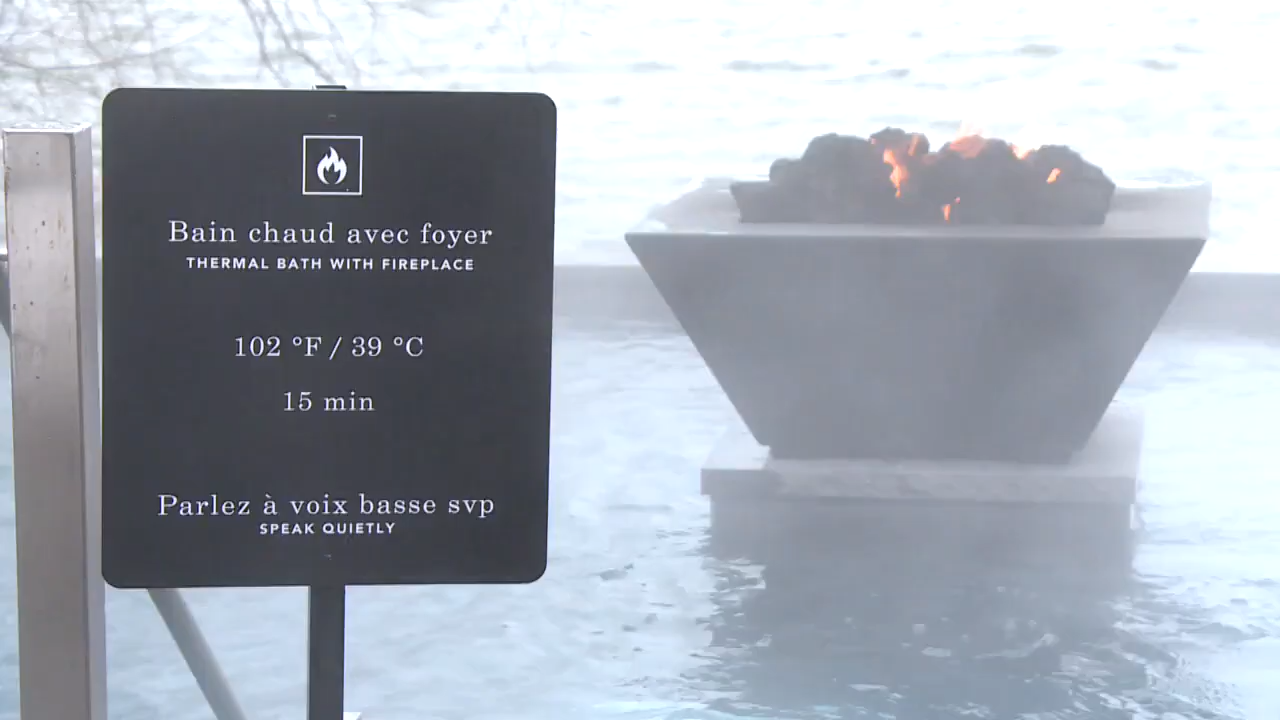 Bain chaud avec foyer
THERMAL BATH WITH FIREPLACE
102 °F / 39 °C
15 min
Parlez à voix basse svp
SPEAK QUIETLY